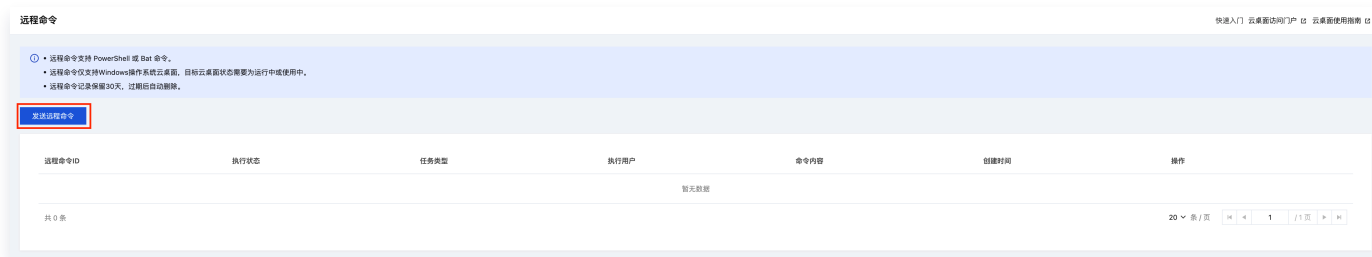 远程命令
快速入门 云桌面访问门户 云桌面使用指南
• 远程命令支持 PowerShell 或 Bat 命令。
• 远程命令仅支持Windows操作系统云桌面，目标云桌面状态需要为运行中或使用中。
• 远程命令记录保留30天，过期后自动删除。
发送远程命令
远程命令ID 执行状态 任务类型 执行用户 命令内容 创建时间 操作
暂无数据
共 0 条 20 条 / 页 1 / 1 页